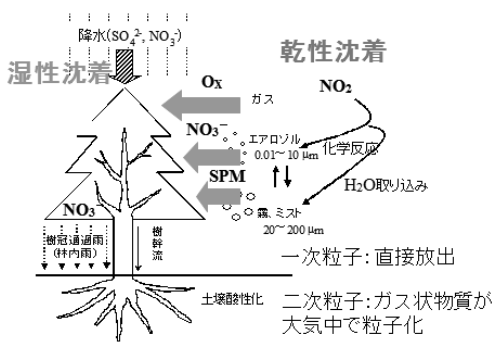 降水(SO₄²⁻, NO₃⁻)
湿性沈着
乾性沈着
Oₓ
ガス
NO₂
NO₃⁻
エアロゾル
0.01～10 μm
化学反応
SPM
H₂O取り込み
NO₃⁻
霧、ミスト
20～200 μm
樹冠通過雨
(林内雨)
樹幹流
一次粒子：直接放出
土壌酸性化
二次粒子：ガス状物質が
大気中で粒子化